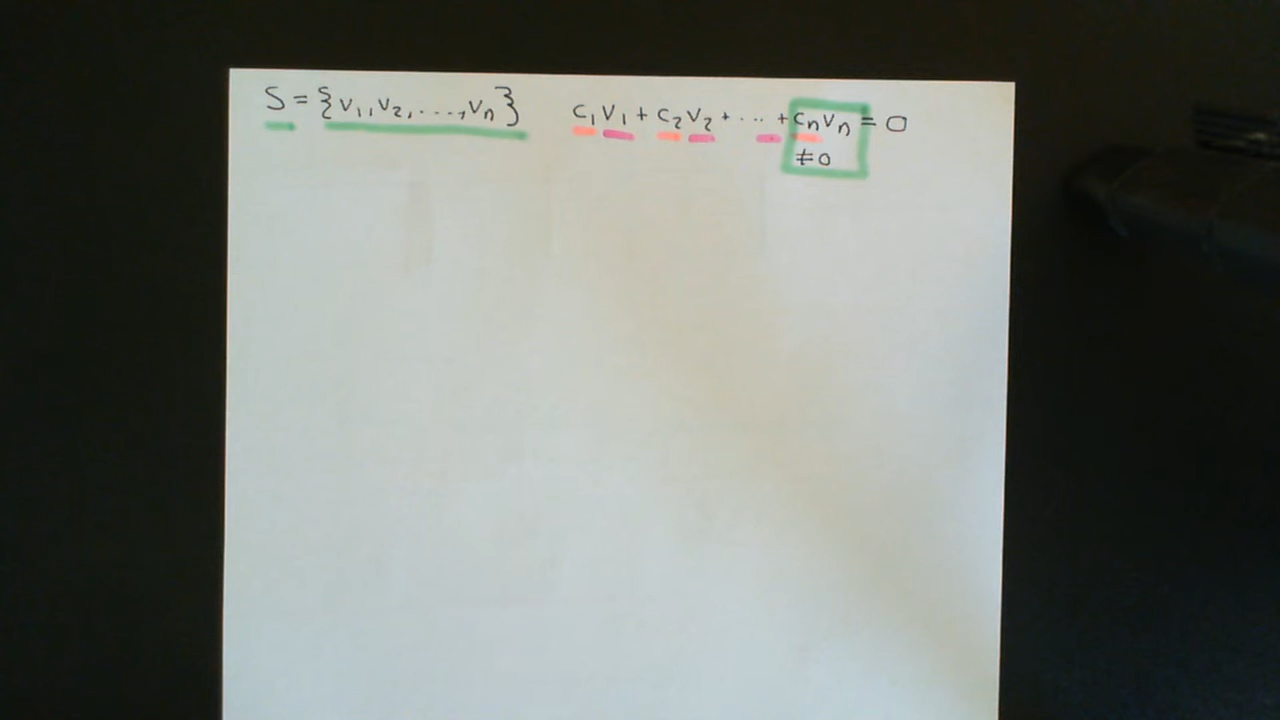 S = {v₁, v₂, ..., vₙ} c₁v₁ + c₂v₂ + ... + cₙvₙ = 0
≠0